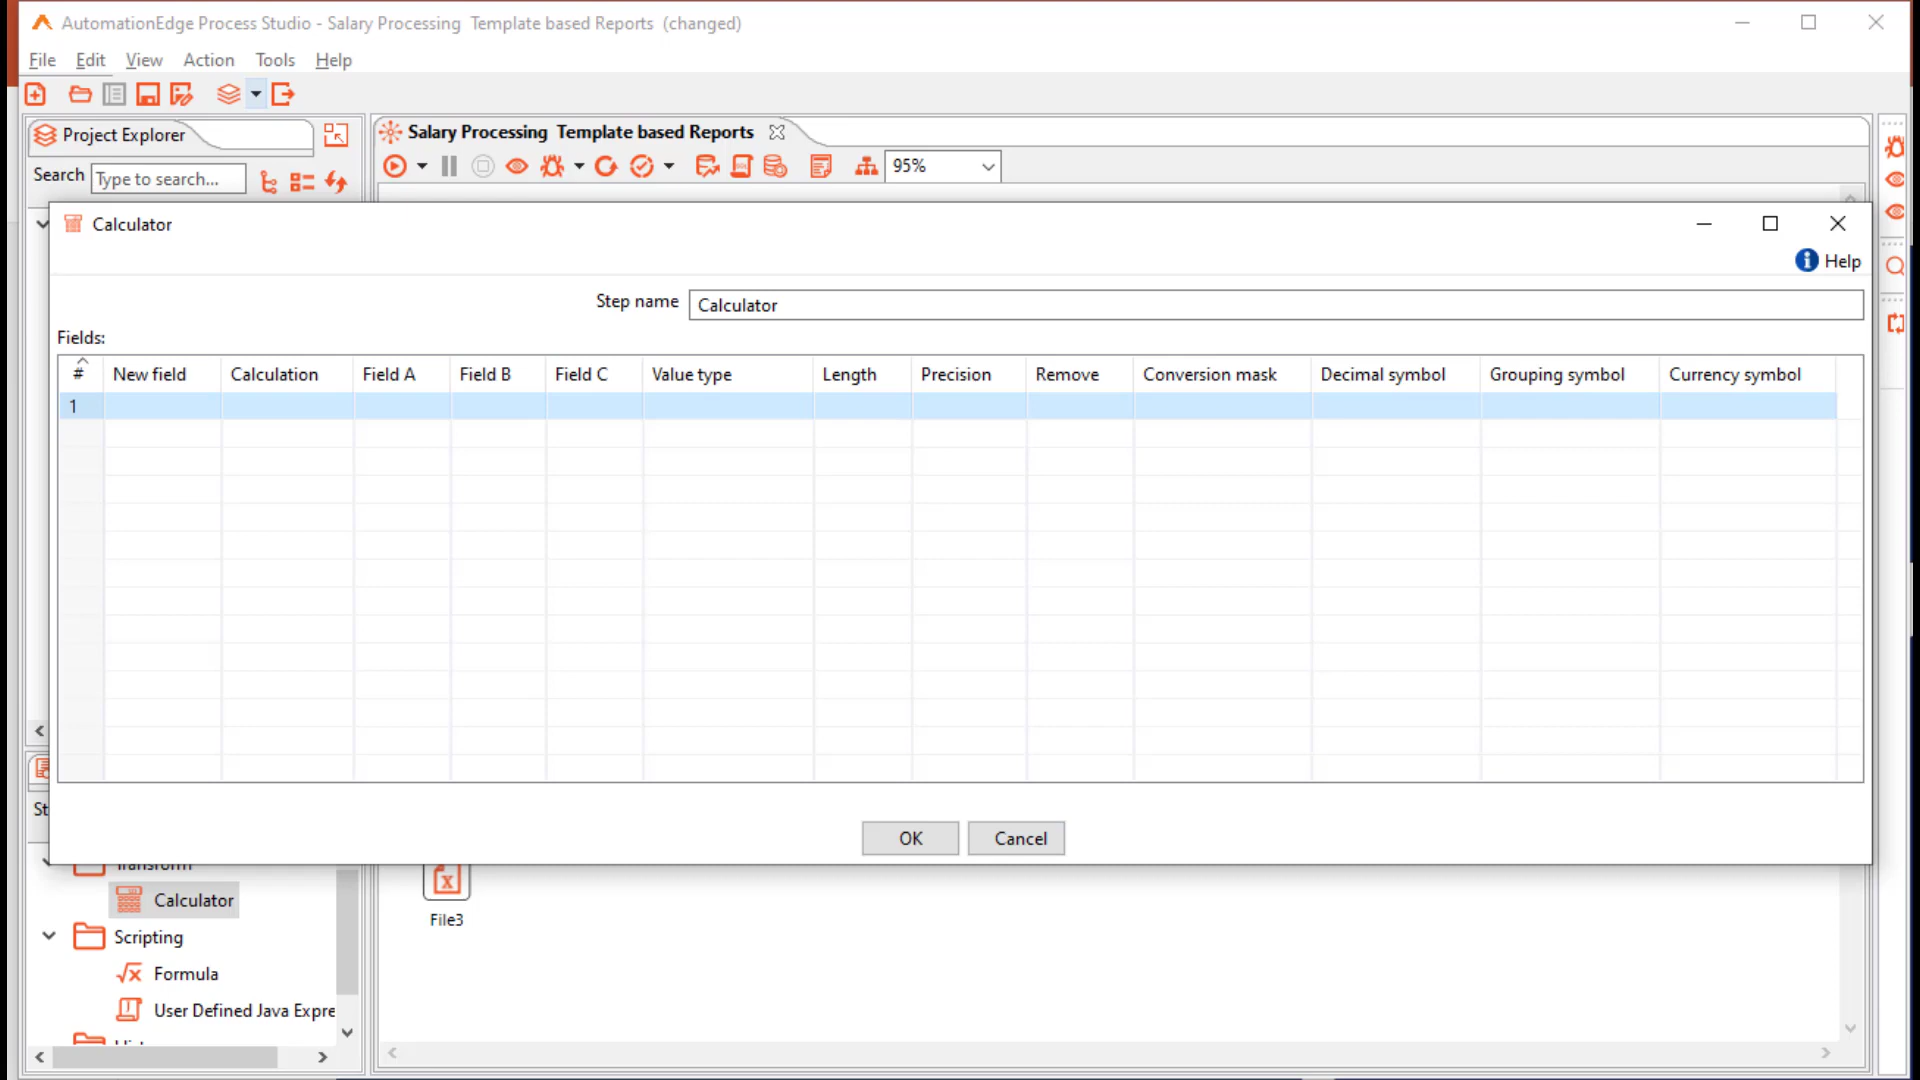 AutomationEdge Process Studio - Salary Processing  Template based Reports  (changed)
File Edit View Action Tools Help
Project Explorer
Salary Processing  Template based Reports
Search Type to search...
95%
Calculator
Help
Step name Calculator
Fields:
# New field Calculation Field A Field B Field C Value type Length Precision Remove Conversion mask Decimal symbol Grouping symbol Currency symbol
1
St
OK Cancel
Transform
Calculator
File3
Scripting
Formula
User Defined Java Expre